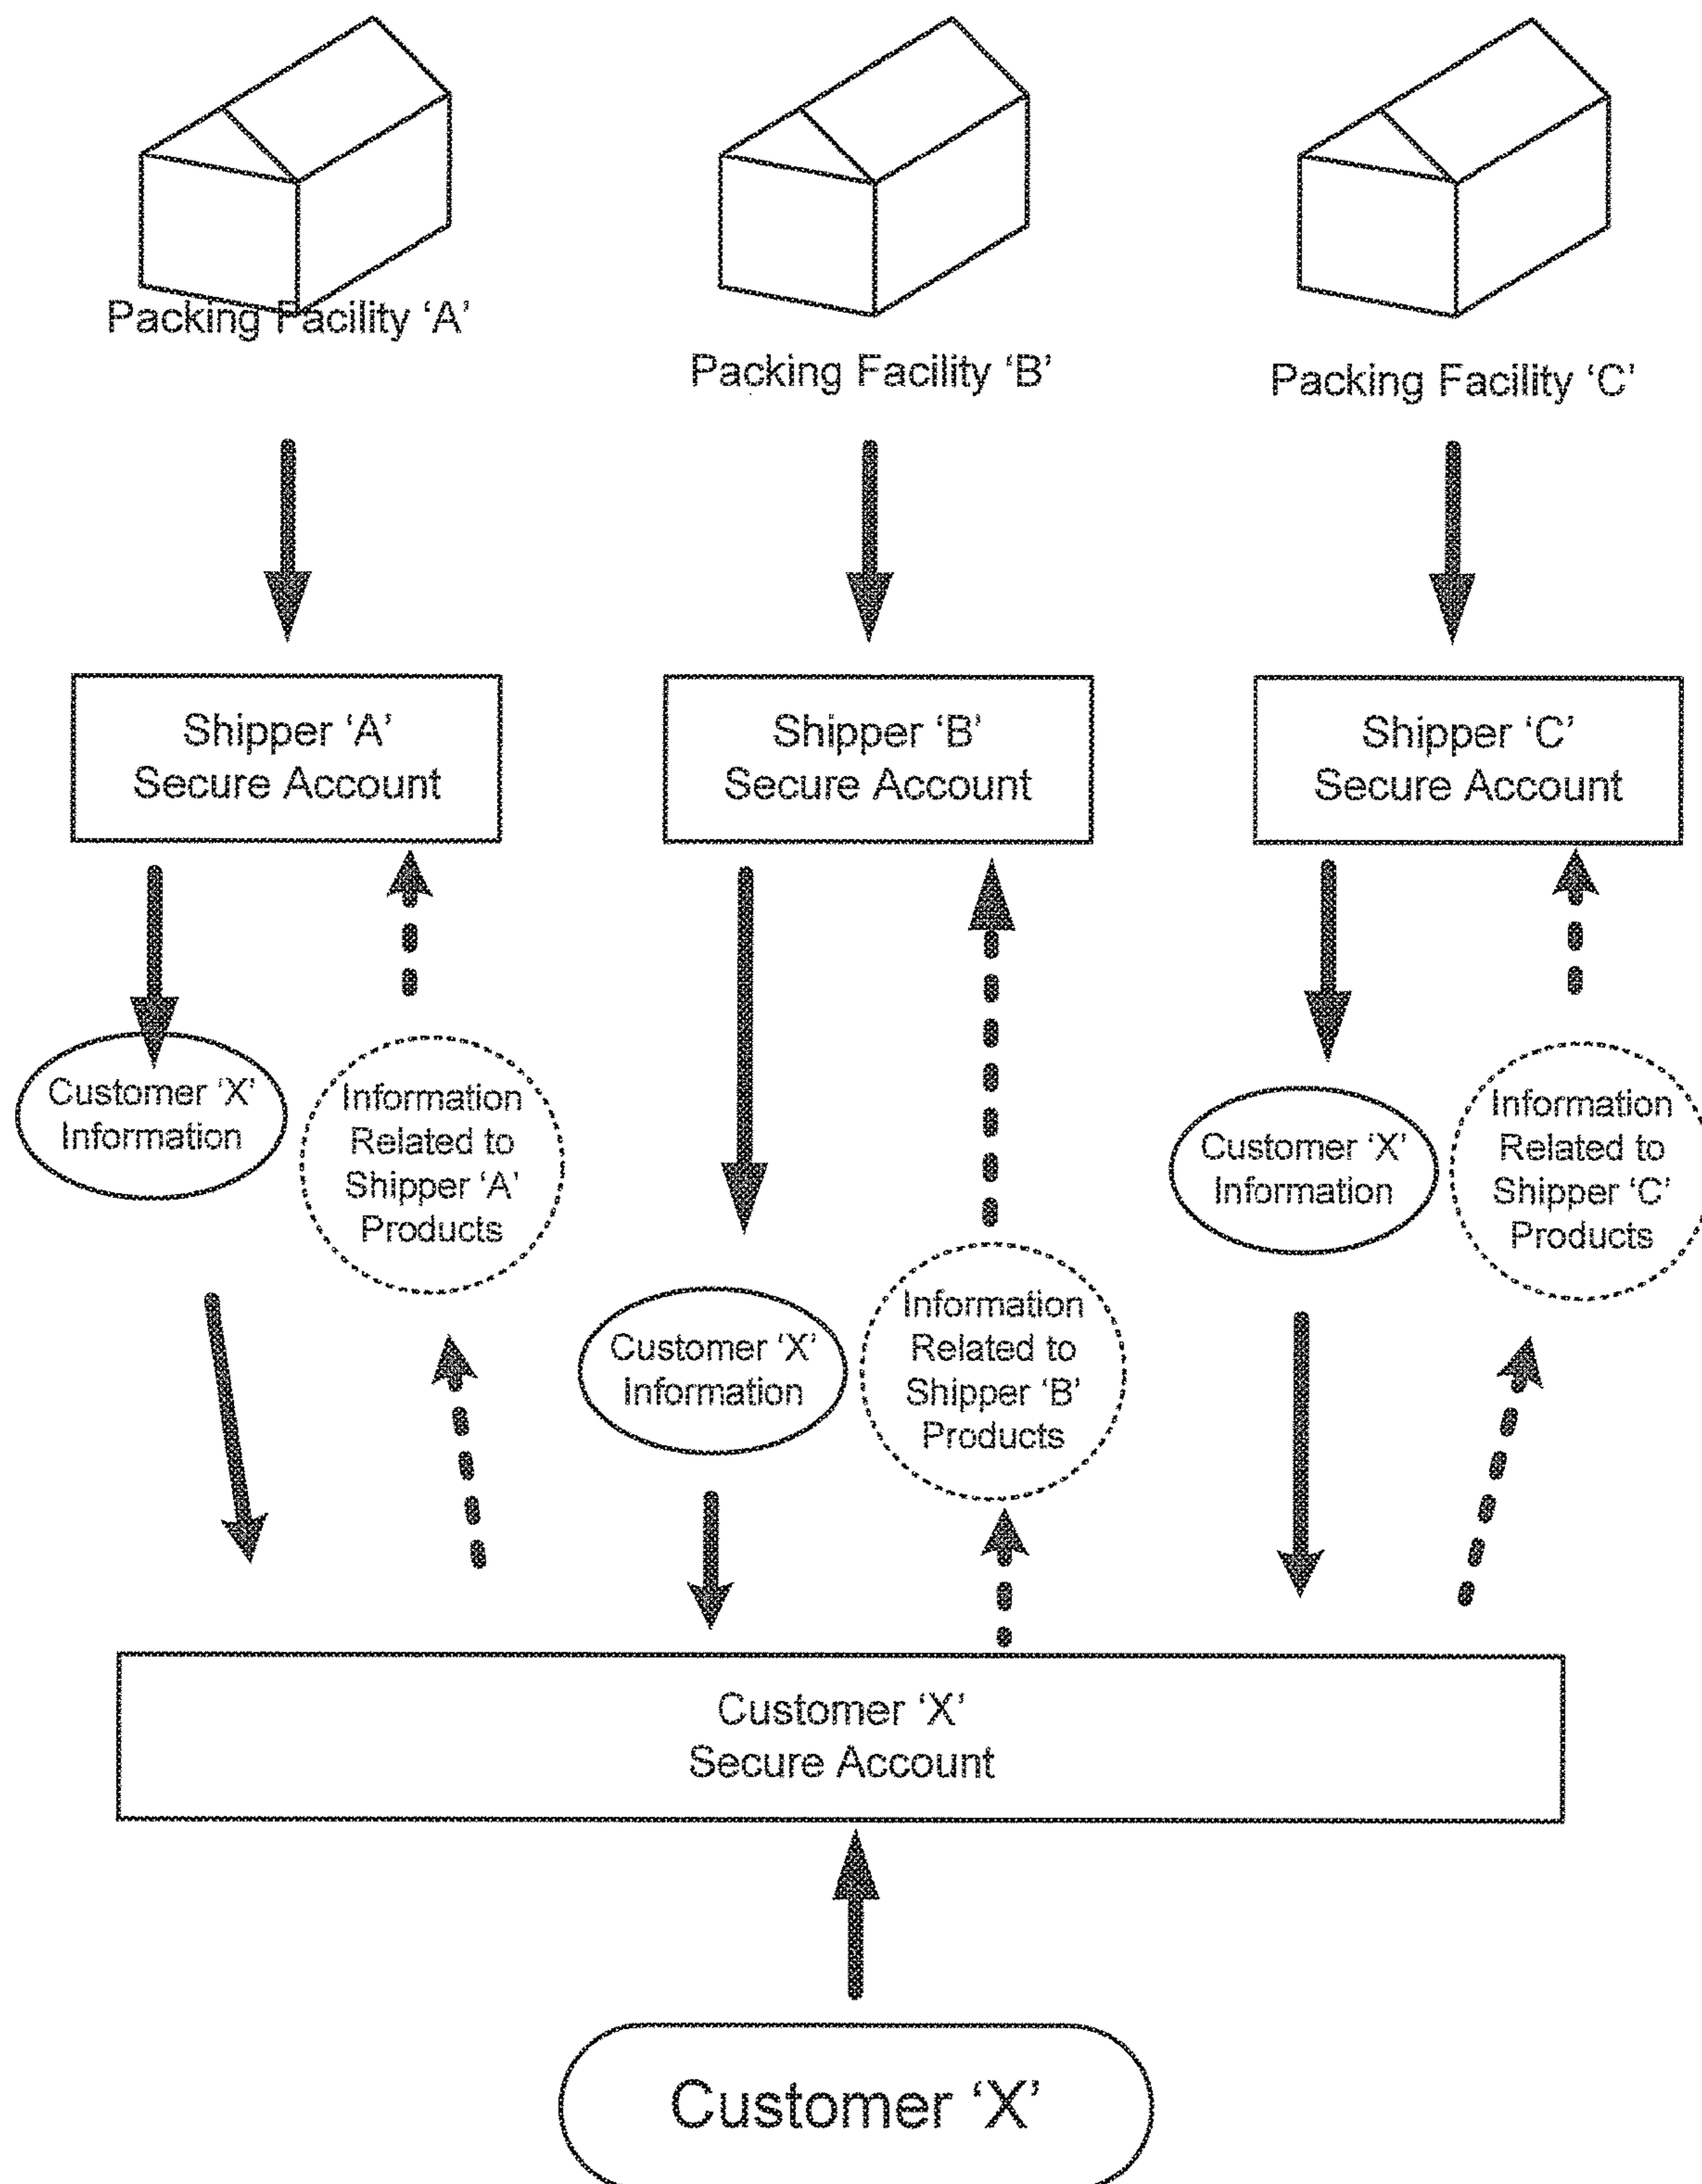 Packing Facility ‘A’
Packing Facility ‘B’
Packing Facility ‘C’
Shipper ‘A’
Secure Account
Shipper ‘B’
Secure Account
Shipper ‘C’
Secure Account
Customer ‘X’
Information
Information
Related to
Shipper ‘A’
Products
Customer ‘X’
Information
Information
Related to
Shipper ‘B’
Products
Customer ‘X’
Information
Information
Related to
Shipper ‘C’
Products
Customer ‘X’
Secure Account
Customer ‘X’